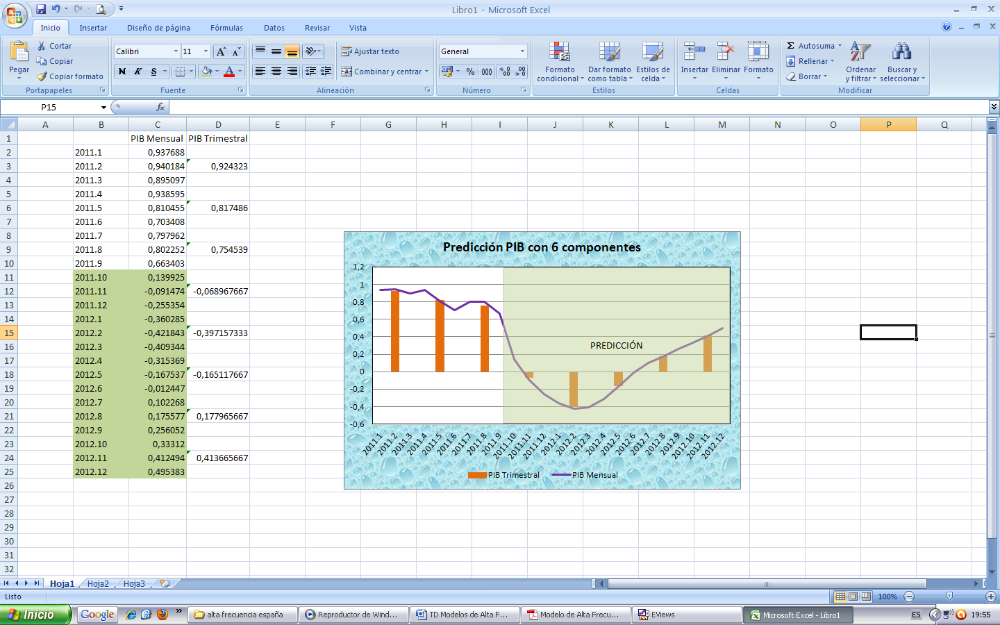 Libro1 - Microsoft Excel
Inicio Insertar Diseño de página Fórmulas Datos Revisar Vista
Pegar
Cortar
Copiar
Copiar formato
Portapapeles
Calibri 11
N K S
Fuente
Ajustar texto
Combinar y centrar
Alineación
General
% 000
Número
Formato condicional
Dar formato como tabla
Estilos de celda
Estilos
Insertar Eliminar Formato
Celdas
Σ Autosuma
Rellenar
Borrar
Ordenar y filtrar
Buscar y seleccionar
Modificar
P15 fx
A B C D E F G H I J K L M N O P Q
1 PIB Mensual PIB Trimestral
2 2011.1 0,937688
3 2011.2 0,940184 0,924323
4 2011.3 0,895097
5 2011.4 0,938595
6 2011.5 0,810455 0,817486
7 2011.6 0,703408
8 2011.7 0,797962
9 2011.8 0,802252 0,754539
10 2011.9 0,663403
11 2011.10 0,139925
12 2011.11 -0,091474 -0,068967667
13 2011.12 -0,255354
14 2012.1 -0,360285
15 2012.2 -0,421843 -0,397157333
16 2012.3 -0,409344
17 2012.4 -0,315369
18 2012.5 -0,167537 -0,165117667
19 2012.6 -0,012447
20 2012.7 0,102268
21 2012.8 0,175577 0,177965667
22 2012.9 0,256052
23 2012.10 0,33312
24 2012.11 0,412494 0,413665667
25 2012.12 0,495383
26
27
28
29
30
31
32
Predicción PIB con 6 componentes
1,2
1
0,8
0,6
0,4
0,2
0
-0,2
-0,4
-0,6
PREDICCIÓN
2011.1 2011.2 2011.3 2011.4 2011.5 2011.6 2011.7 2011.8 2011.9 2011.10 2011.11 2011.12 2012.1 2012.2 2012.3 2012.4 2012.5 2012.6 2012.7 2012.8 2012.9 2012.10 2012.11 2012.12
PIB Trimestral PIB Mensual
Hoja1 Hoja2 Hoja3
Listo 100%
Inicio Google alta frecuencia españa Reproductor de Wind... TD Modelos de Alta F... Modelo de Alta Frecu... EViews Microsoft Excel - Libro1 ES 19:55